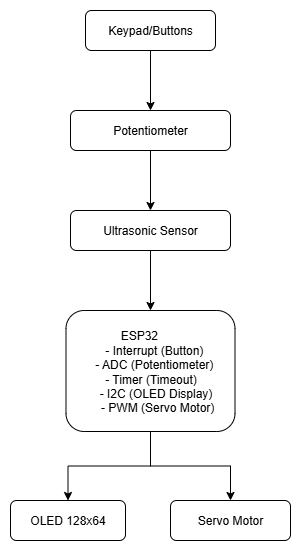 Keypad/Buttons
Potentiometer
Ultrasonic Sensor
ESP32
- Interrupt (Button)
- ADC (Potentiometer)
- Timer (Timeout)
- I2C (OLED Display)
- PWM (Servo Motor)
OLED 128x64
Servo Motor